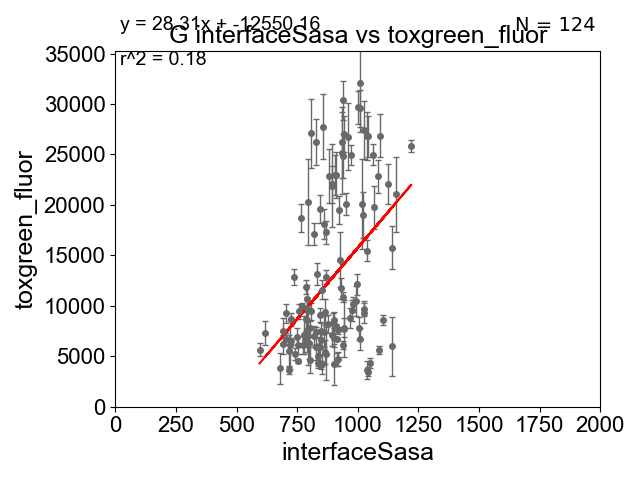 y = 28.31x + -12550.16
N = 124
G interfaceSasa vs toxgreen_fluor
r^2 = 0.18
35000
30000
25000
20000
15000
10000
5000
0
toxgreen_fluor
0 250 500 750 1000 1250 1500 1750 2000
interfaceSasa